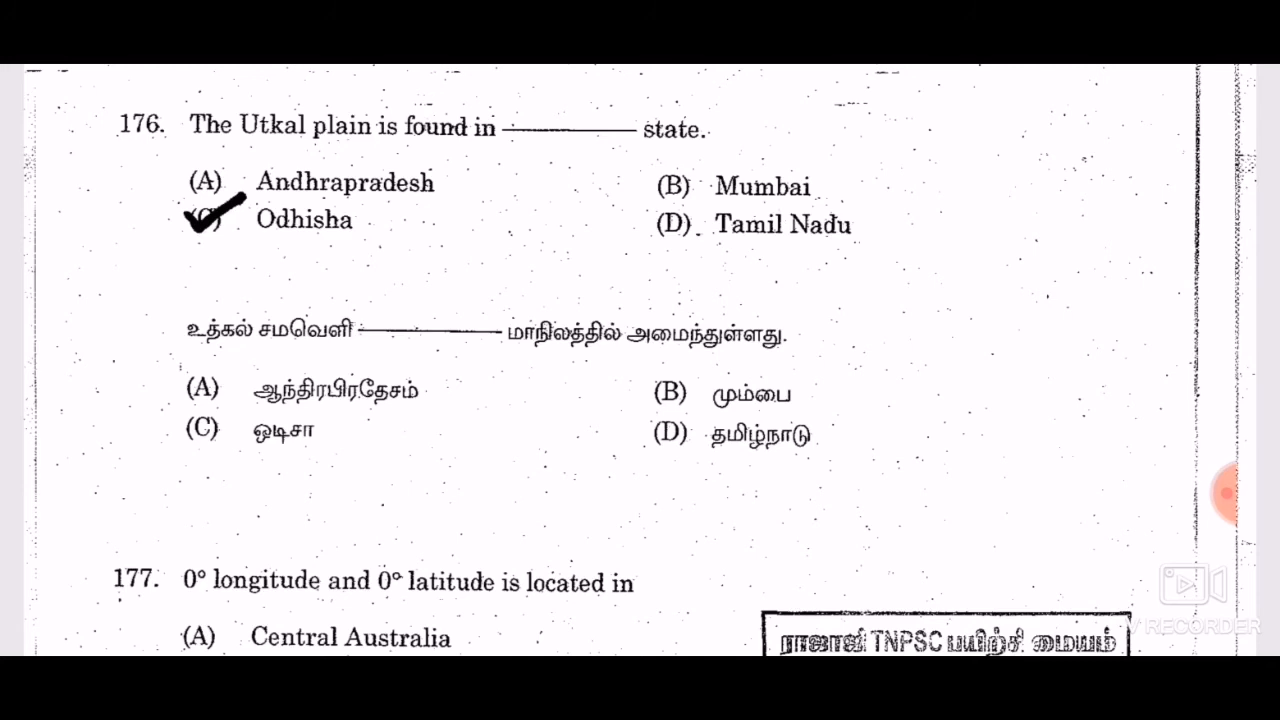 176. The Utkal plain is found in ———— state.
(A) Andhrapradesh (B) Mumbai
(C) Odhisha (D) Tamil Nadu
உத்கல் சமவெளி ———— மாநிலத்தில் அமைந்துள்ளது.
(A) ஆந்திரபிரதேசம் (B) மும்பை
(C) ஒடிசா (D) தமிழ்நாடு
177. 0° longitude and 0° latitude is located in
(A) Central Australia
ராஜாஜி TNPSC பயிற்சி மையம்
V RECORDER